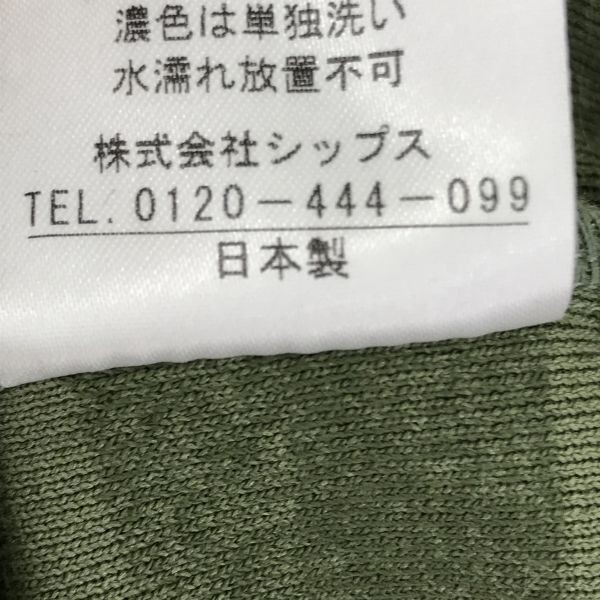 濃色は単独洗い
水濡れ放置不可
株式会社シップス
TEL. 0120-444-099
日本製